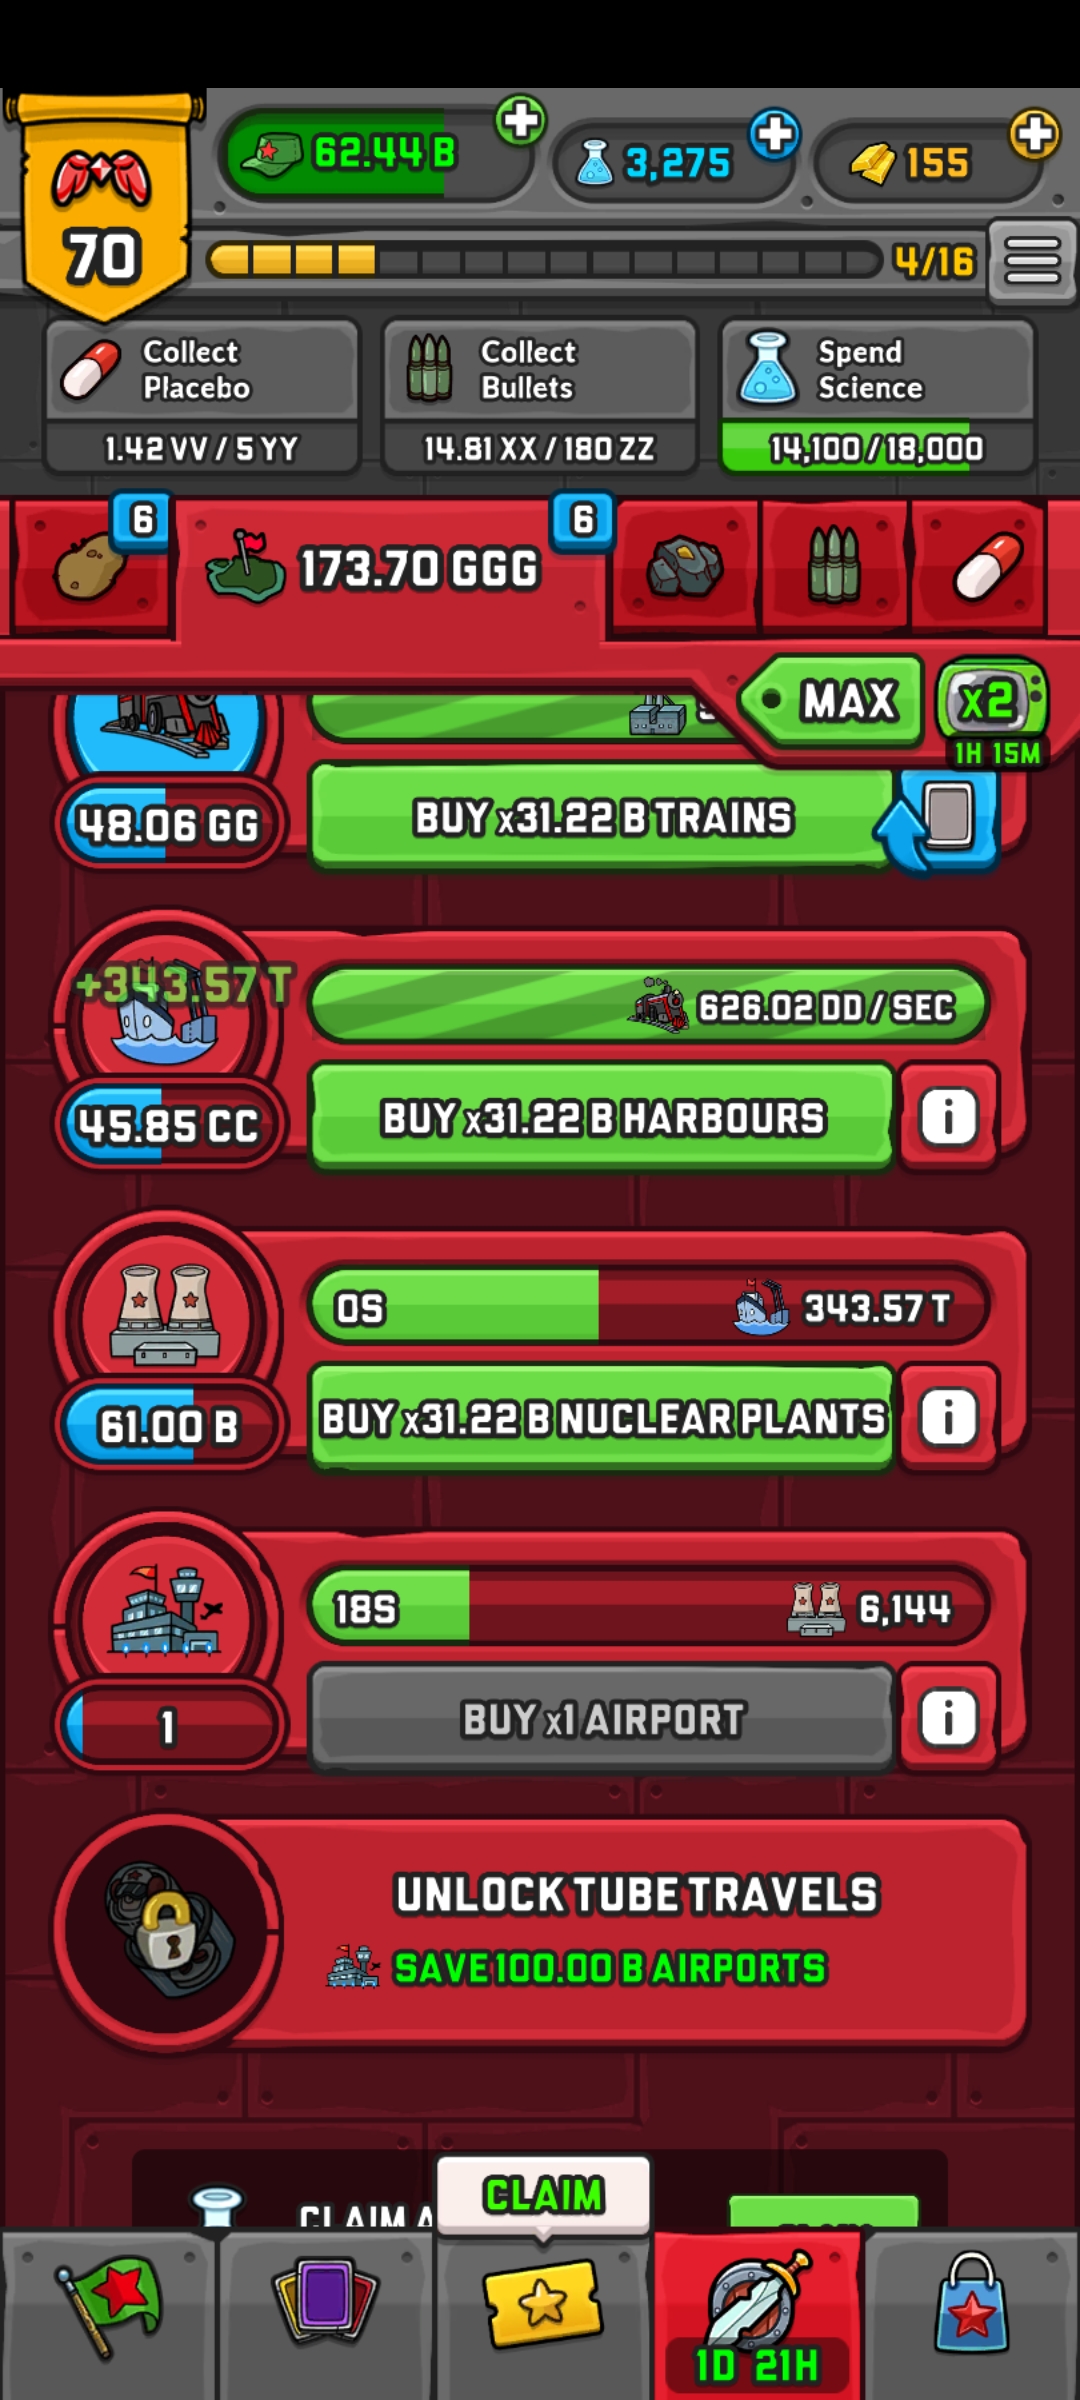 62.44 B
3,275
155
70
4/16
Collect
Placebo
1.42 VV / 5 YY
Collect
Bullets
14.81 XX / 180 ZZ
Spend
Science
14,100 / 18,000
6
173.70 GGG
6
MAX
x2
1H 15M
48.06 GG
BUY x31.22 B TRAINS
+343.57 T
626.02 DD / SEC
45.85 CC
BUY x31.22 B HARBOURS
i
0S
343.57 T
61.00 B
BUY x31.22 B NUCLEAR PLANTS
i
18S
6,144
1
BUY x1 AIRPORT
i
UNLOCK TUBE TRAVELS
SAVE 100.00 B AIRPORTS
CLAIM
CLAIM A
1D 21H